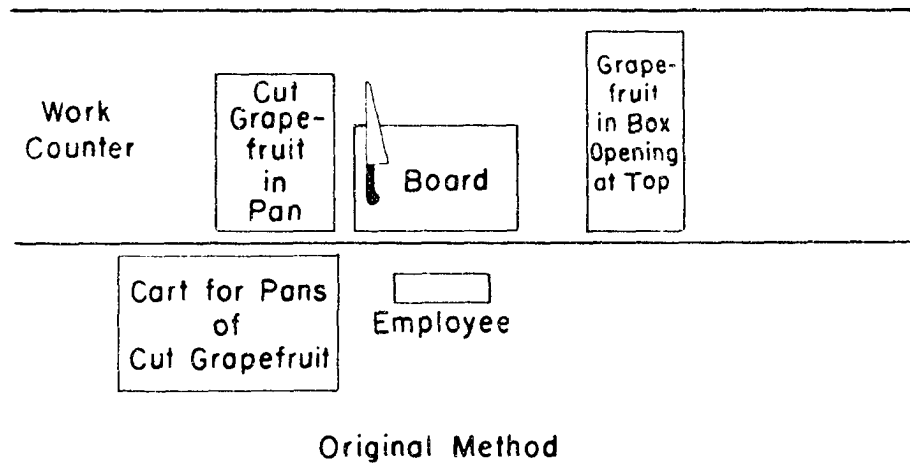 Work
Counter
Cut
Grape-
fruit
in
Pan
Board
Grape-
fruit
in Box
Opening
at Top
Cart for Pans
of
Cut Grapefruit
Employee
Original Method